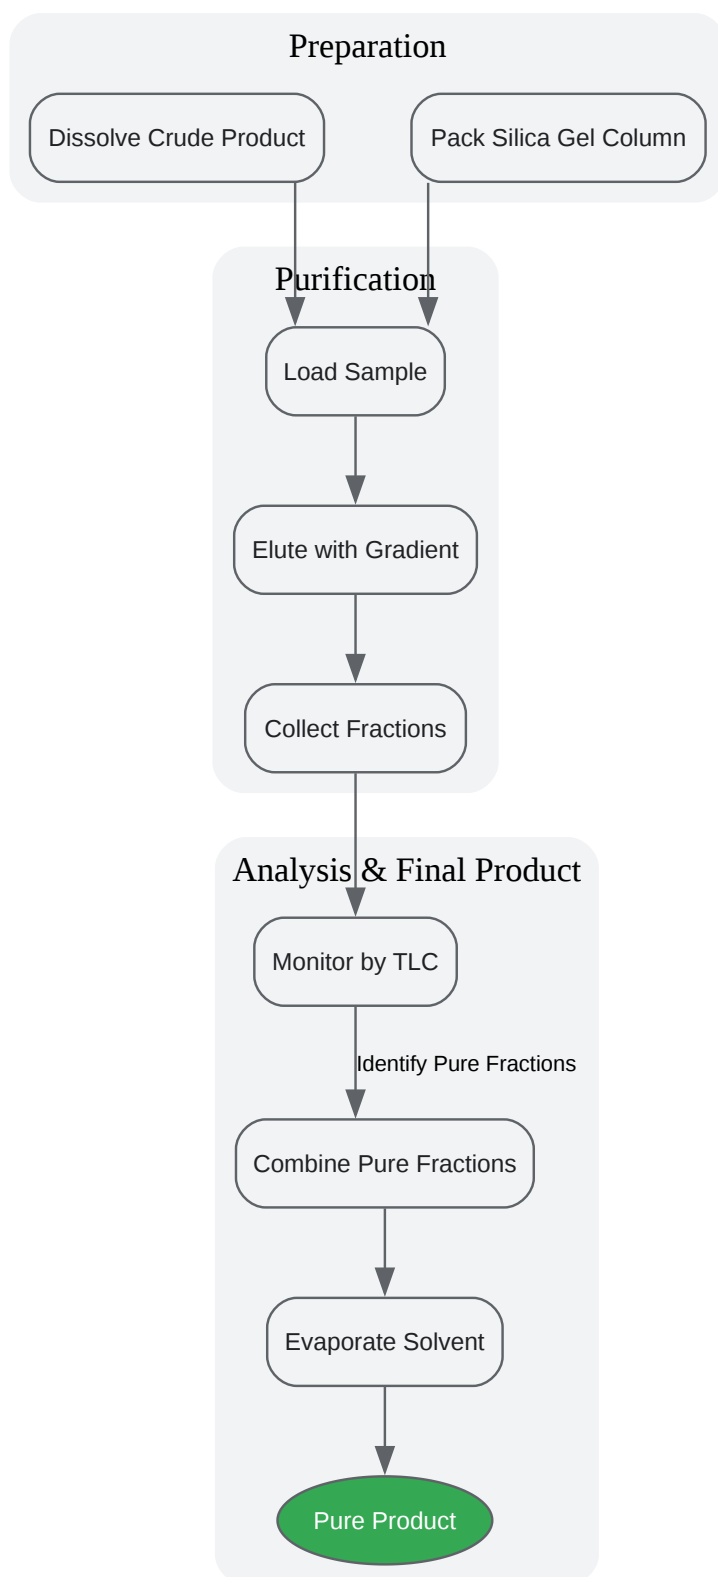 Preparation
Dissolve Crude Product
Pack Silica Gel Column
Purification
Load Sample
Elute with Gradient
Collect Fractions
Analysis & Final Product
Monitor by TLC
Identify Pure Fractions
Combine Pure Fractions
Evaporate Solvent
Pure Product